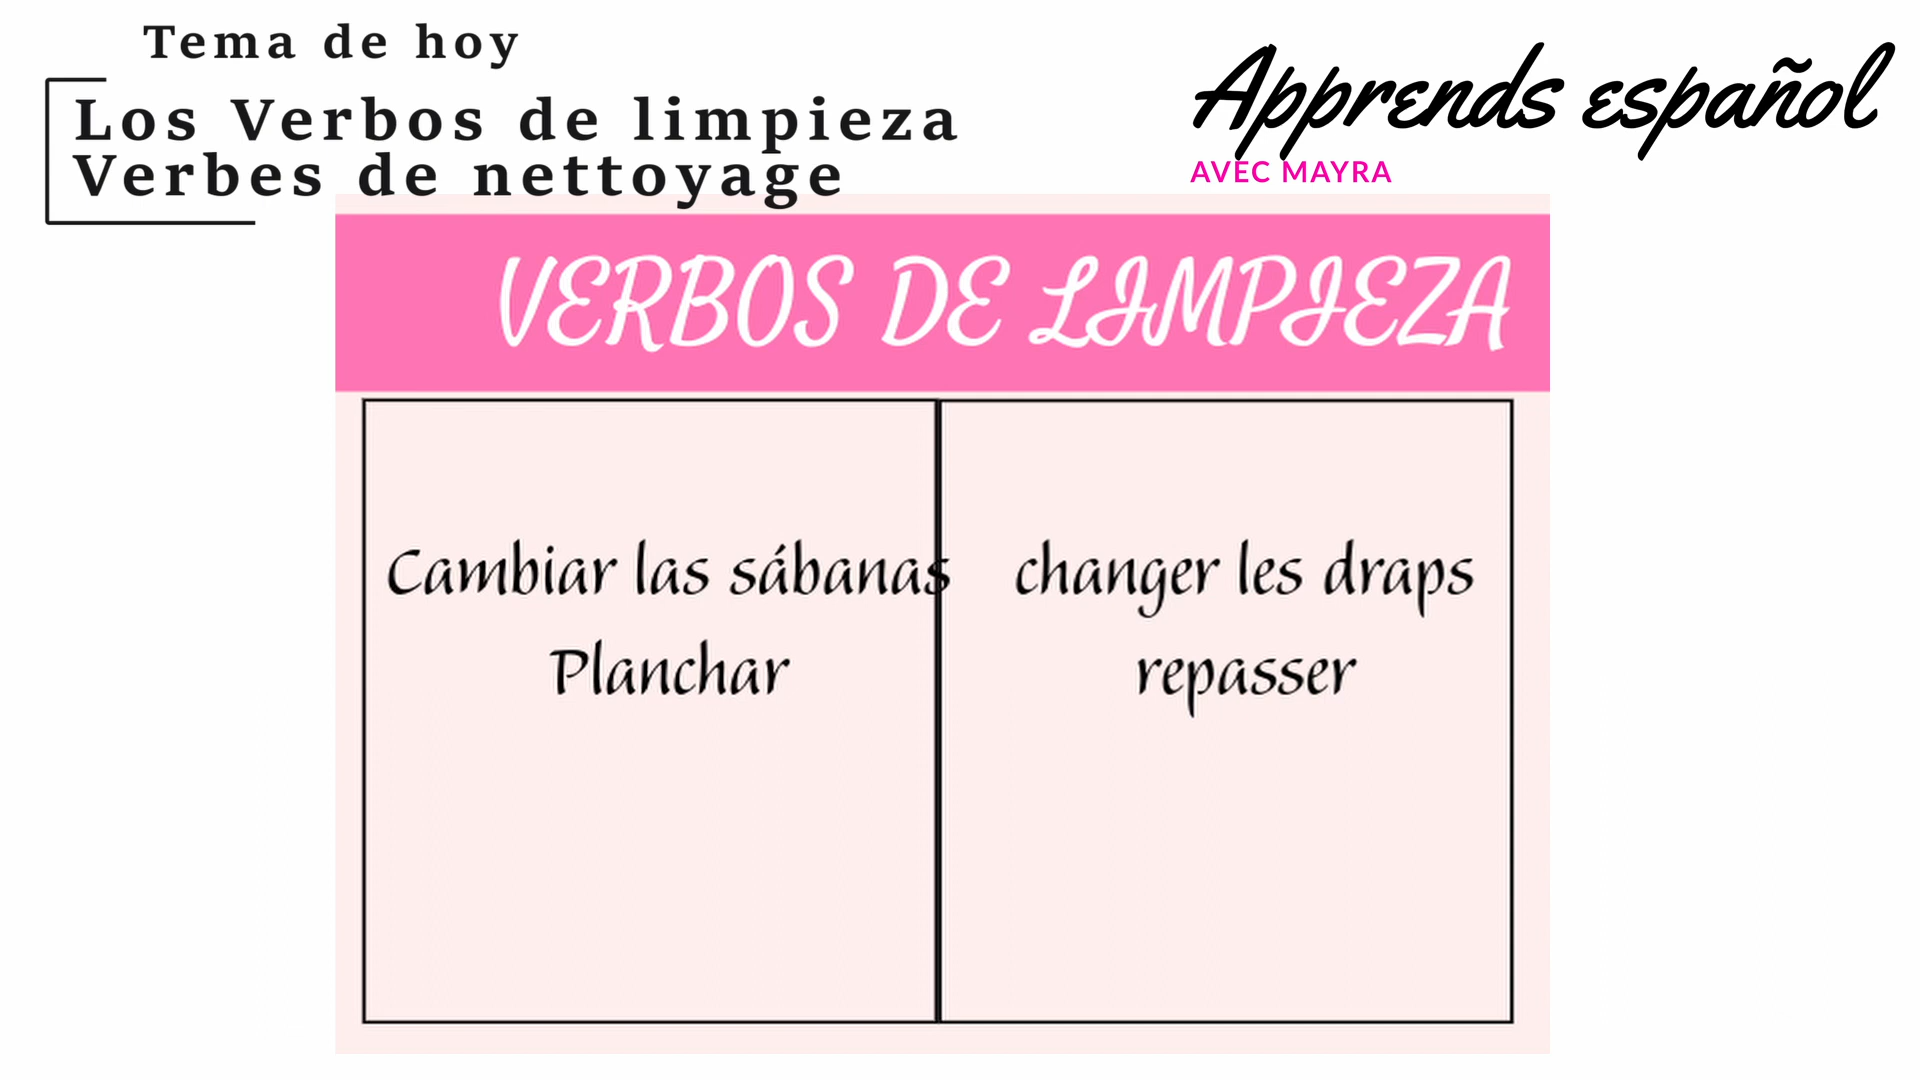 Tema de hoy
Los Verbos de limpieza
Verbes de nettoyage
Apprends español
AVEC MAYRA
VERBOS DE LIMPIEZA
Cambiar las sábanas
Planchar
changer les draps
repasser